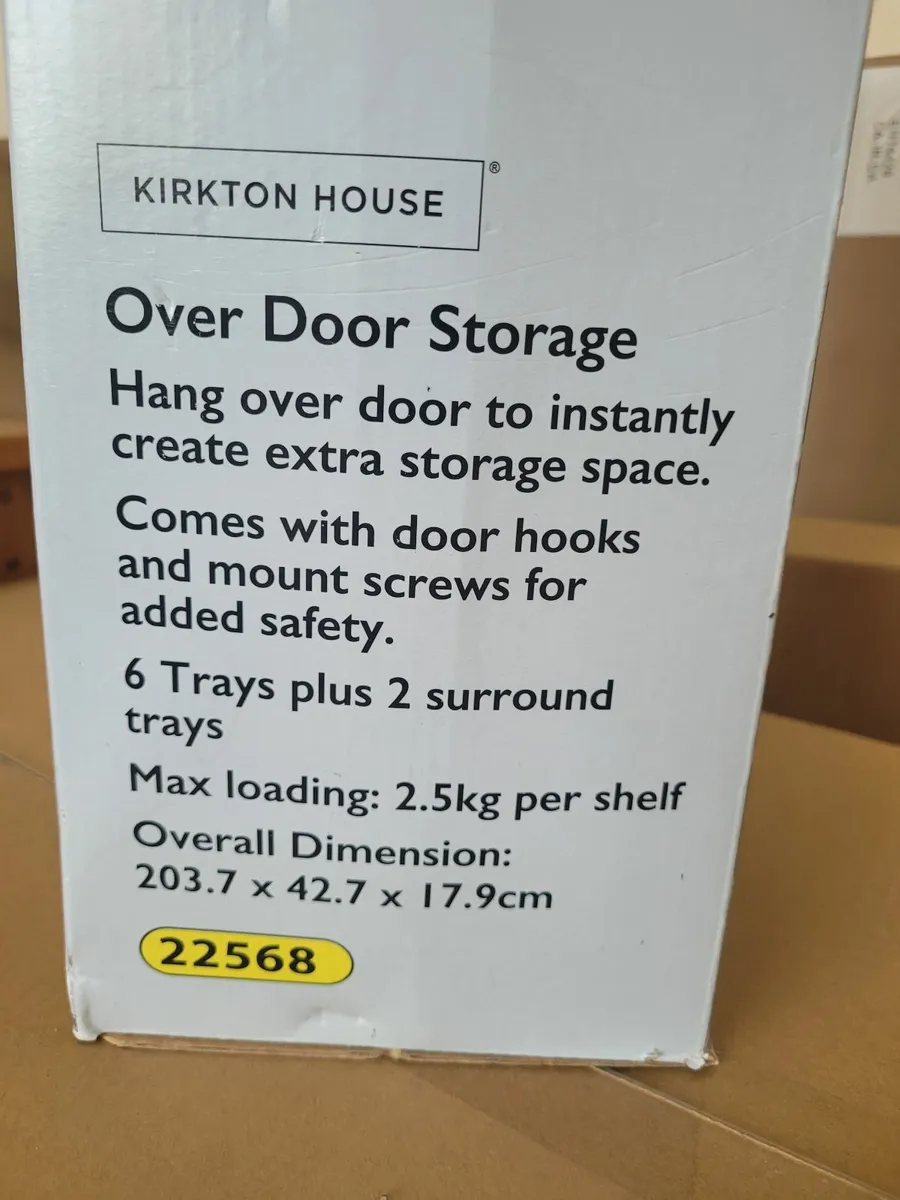 KIRKTON HOUSE®
Over Door Storage
Hang over door to instantly
create extra storage space.
Comes with door hooks
and mount screws for
added safety.
6 Trays plus 2 surround
trays
Max loading: 2.5kg per shelf
Overall Dimension:
203.7 x 42.7 x 17.9cm
22568